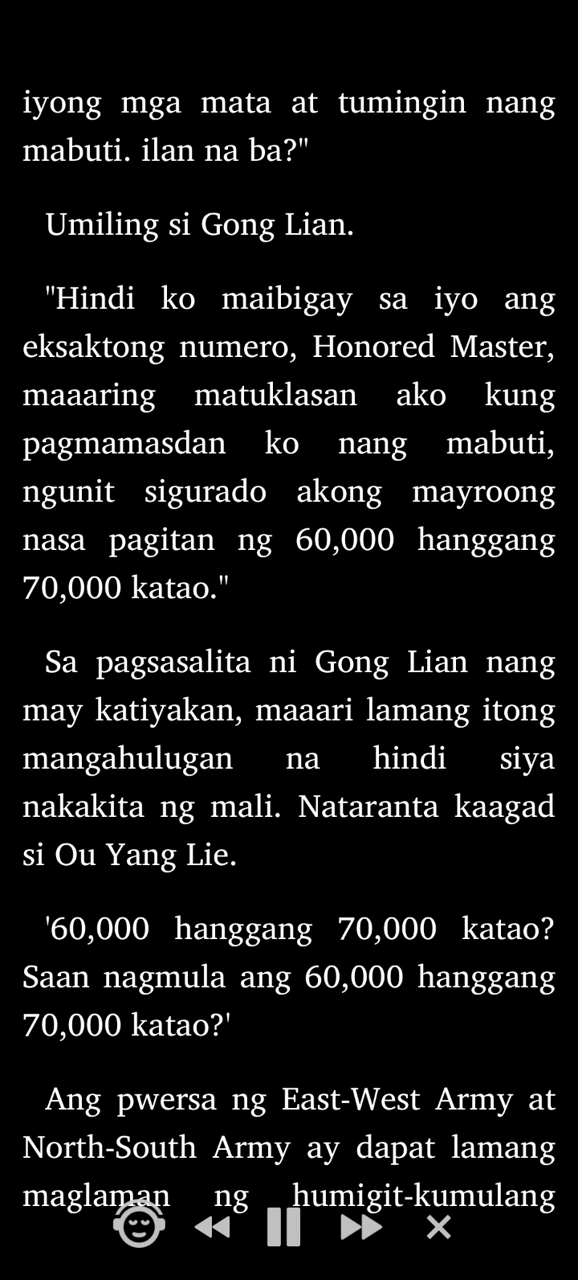 iyong mga mata at tumingin nang
mabuti. ilan na ba?"
Umiling si Gong Lian.
"Hindi ko maibigay sa iyo ang
eksaktong numero, Honored Master,
maaaring matuklasan ako kung
pagmamasdan ko nang mabuti,
ngunit sigurado akong mayroong
nasa pagitan ng 60,000 hanggang
70,000 katao."
Sa pagsasalita ni Gong Lian nang
may katiyakan, maaari lamang itong
mangahulugan na hindi siya
nakakita ng mali. Nataranta kaagad
si Ou Yang Lie.
'60,000 hanggang 70,000 katao?
Saan nagmula ang 60,000 hanggang
70,000 katao?'
Ang pwersa ng East-West Army at
North-South Army ay dapat lamang
maglaman ng humigit-kumulang